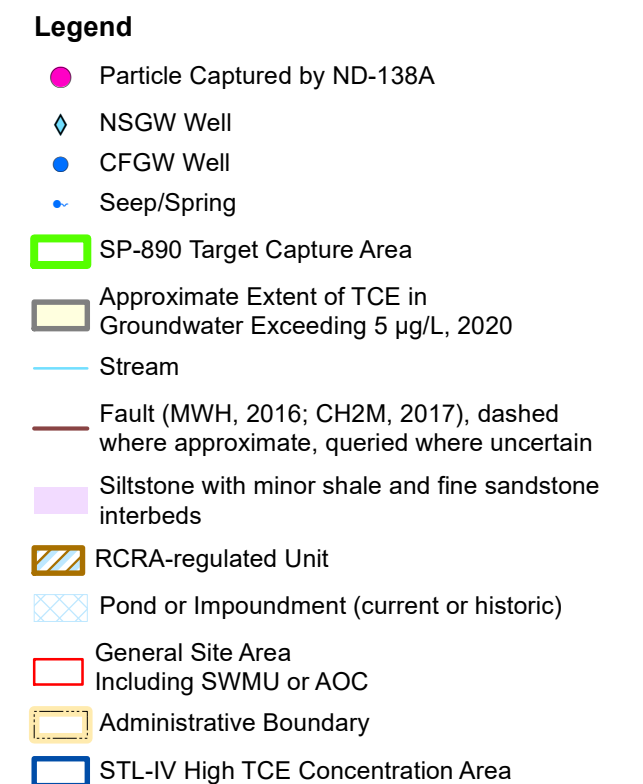 Legend
Particle Captured by ND-138A
NSGW Well
CFGW Well
Seep/Spring
SP-890 Target Capture Area
Approximate Extent of TCE in
Groundwater Exceeding 5 µg/L, 2020
Stream
Fault (MWH, 2016; CH2M, 2017), dashed
where approximate, queried where uncertain
Siltstone with minor shale and fine sandstone
interbeds
RCRA-regulated Unit
Pond or Impoundment (current or historic)
General Site Area
Including SWMU or AOC
Administrative Boundary
STL-IV High TCE Concentration Area